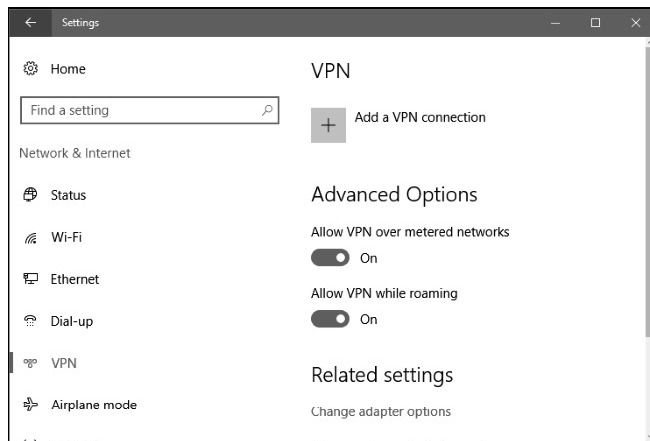 Settings
Home
Find a setting
Network & Internet
Status
Wi-Fi
Ethernet
Dial-up
VPN
Airplane mode
VPN
Add a VPN connection
Advanced Options
Allow VPN over metered networks
On
Allow VPN while roaming
On
Related settings
Change adapter options